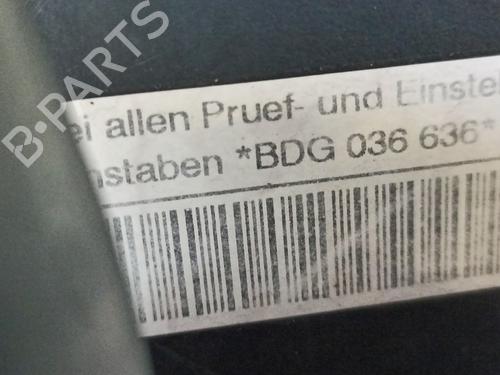 B-PARTS
ei allen Pruef- und Einste
nstaben *BDG 036 636*